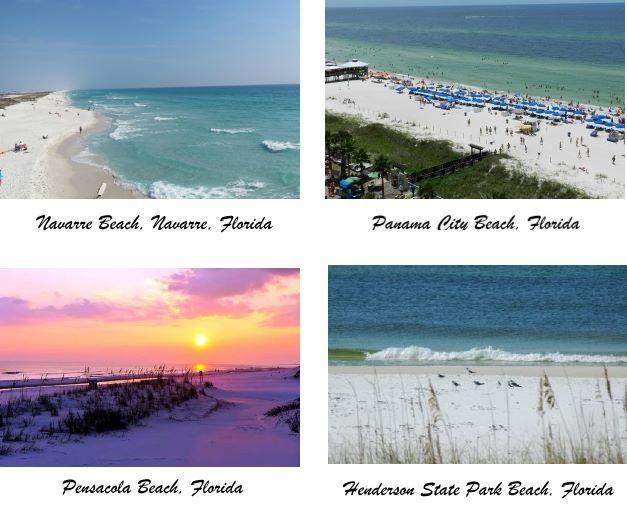 Navarre Beach, Navarre, Florida
Panama City Beach, Florida
Pensacola Beach, Florida
Henderson State Park Beach, Florida